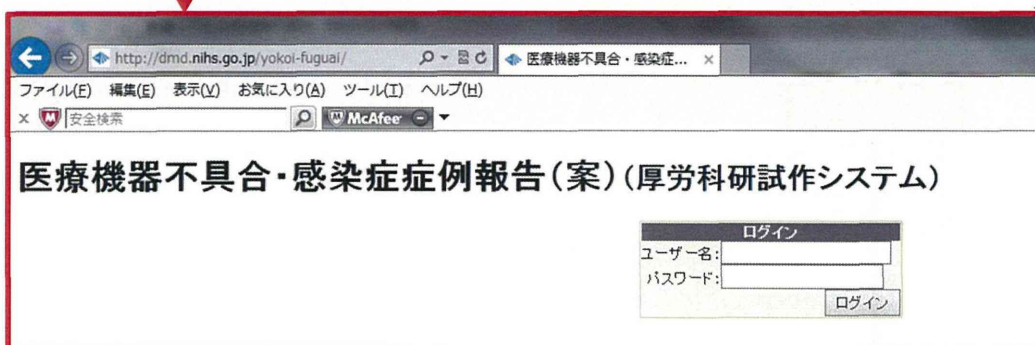 http://dmd.nihs.go.jp/yokoi-fuguai/
医療機器不具合・感染症...
ファイル(F) 編集(E) 表示(V) お気に入り(A) ツール(T) ヘルプ(H)
安全検索 McAfee
医療機器不具合・感染症症例報告(案)(厚労科研試作システム)
ログイン
ユーザー名:
パスワード:
ログイン